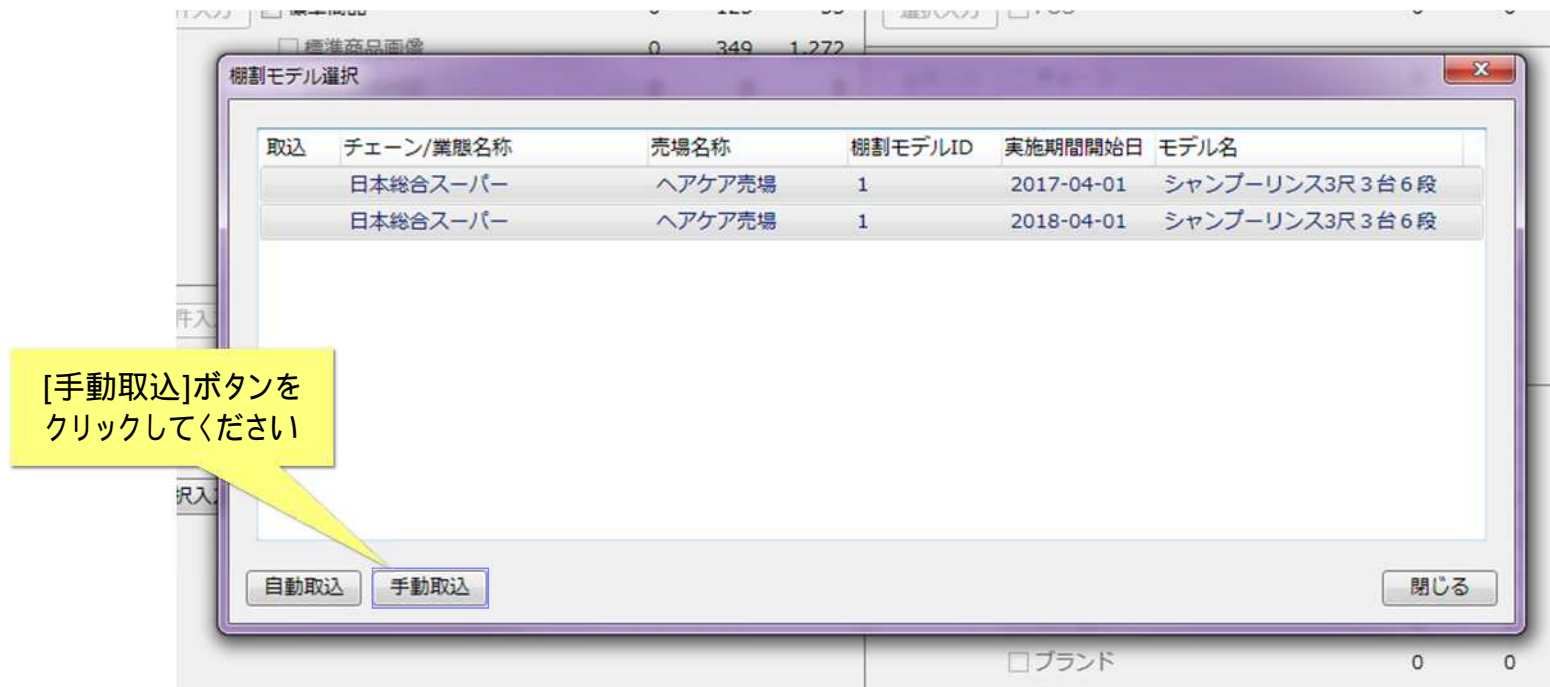 標準商品画像 0 349 1,272
棚割モデル選択
取込 チェーン/業態名称 売場名称 棚割モデルID 実施期間開始日 モデル名
日本総合スーパー ヘアケア売場 1 2017-04-01 シャンプーリンス3尺３台６段
日本総合スーパー ヘアケア売場 1 2018-04-01 シャンプーリンス3尺３台６段
件入
[手動取込]ボタンを
クリックしてください
択入
自動取込 手動取込 閉じる
ブランド 0 0